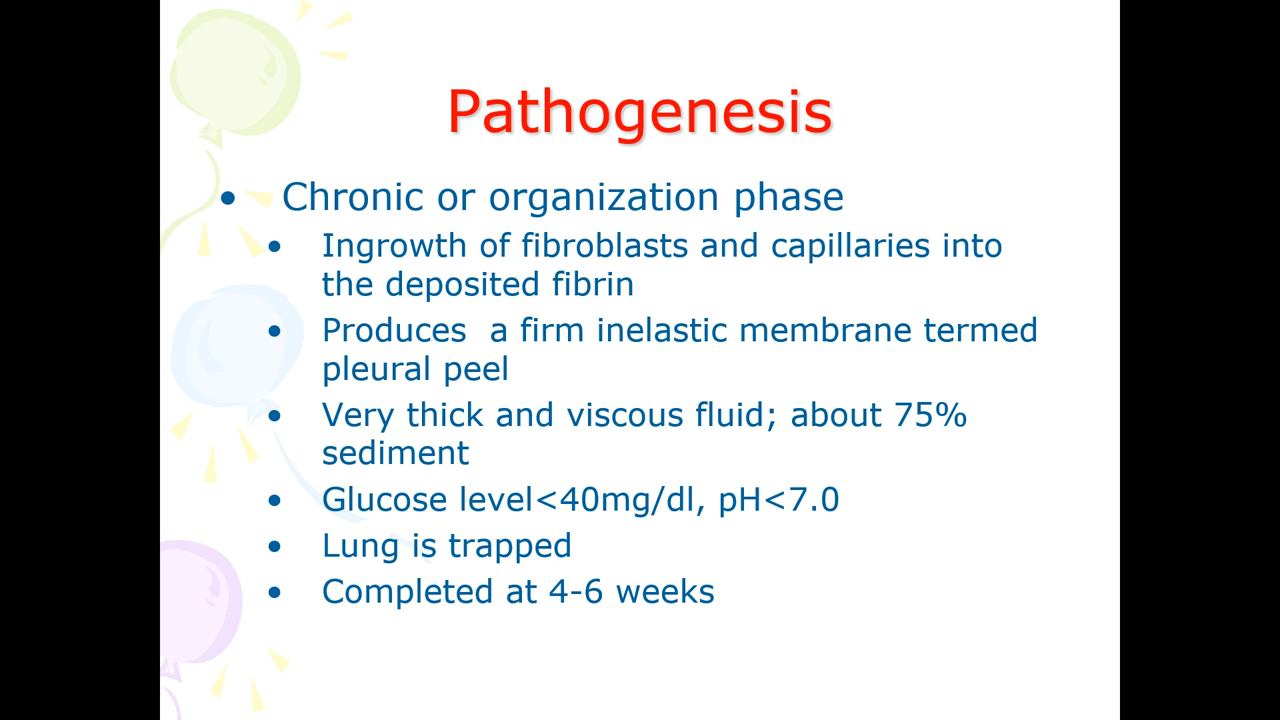 Pathogenesis
• Chronic or organization phase
• Ingrowth of fibroblasts and capillaries into
the deposited fibrin
• Produces  a firm inelastic membrane termed
pleural peel
• Very thick and viscous fluid; about 75%
sediment
• Glucose level<40mg/dl, pH<7.0
• Lung is trapped
• Completed at 4-6 weeks